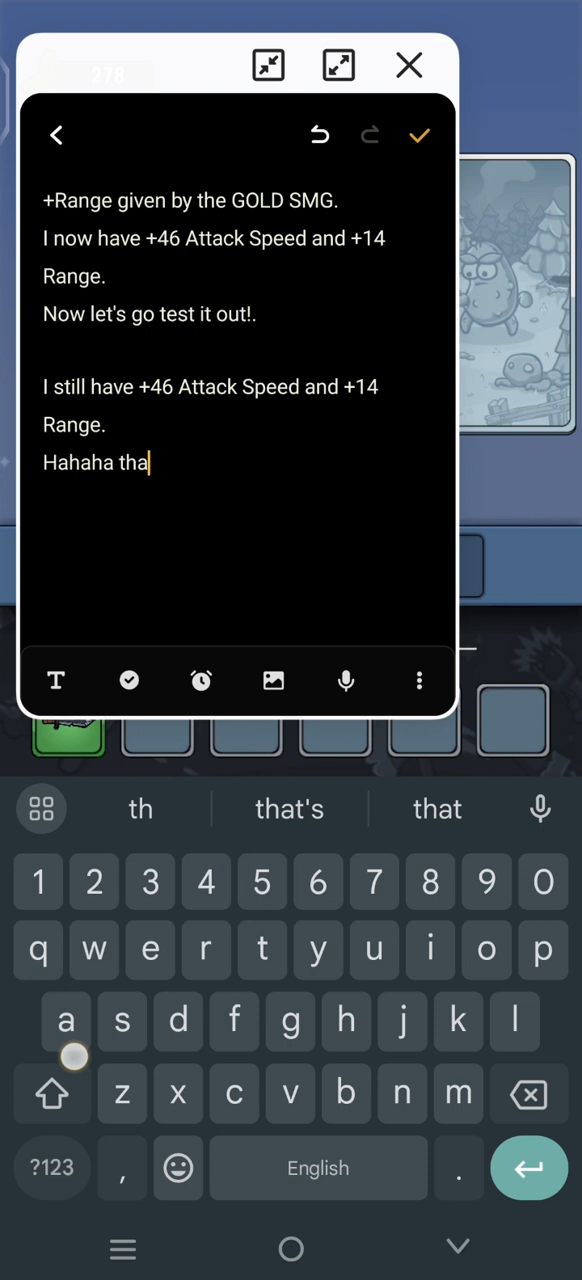 278
+Range given by the GOLD SMG.
I now have +46 Attack Speed and +14
Range.
Now let's go test it out!.
I still have +46 Attack Speed and +14
Range.
Hahaha tha
T
th that's that
1 2 3 4 5 6 7 8 9 0
q w e r t y u i o p
a s d f g h j k l
z x c v b n m
?123 , English .